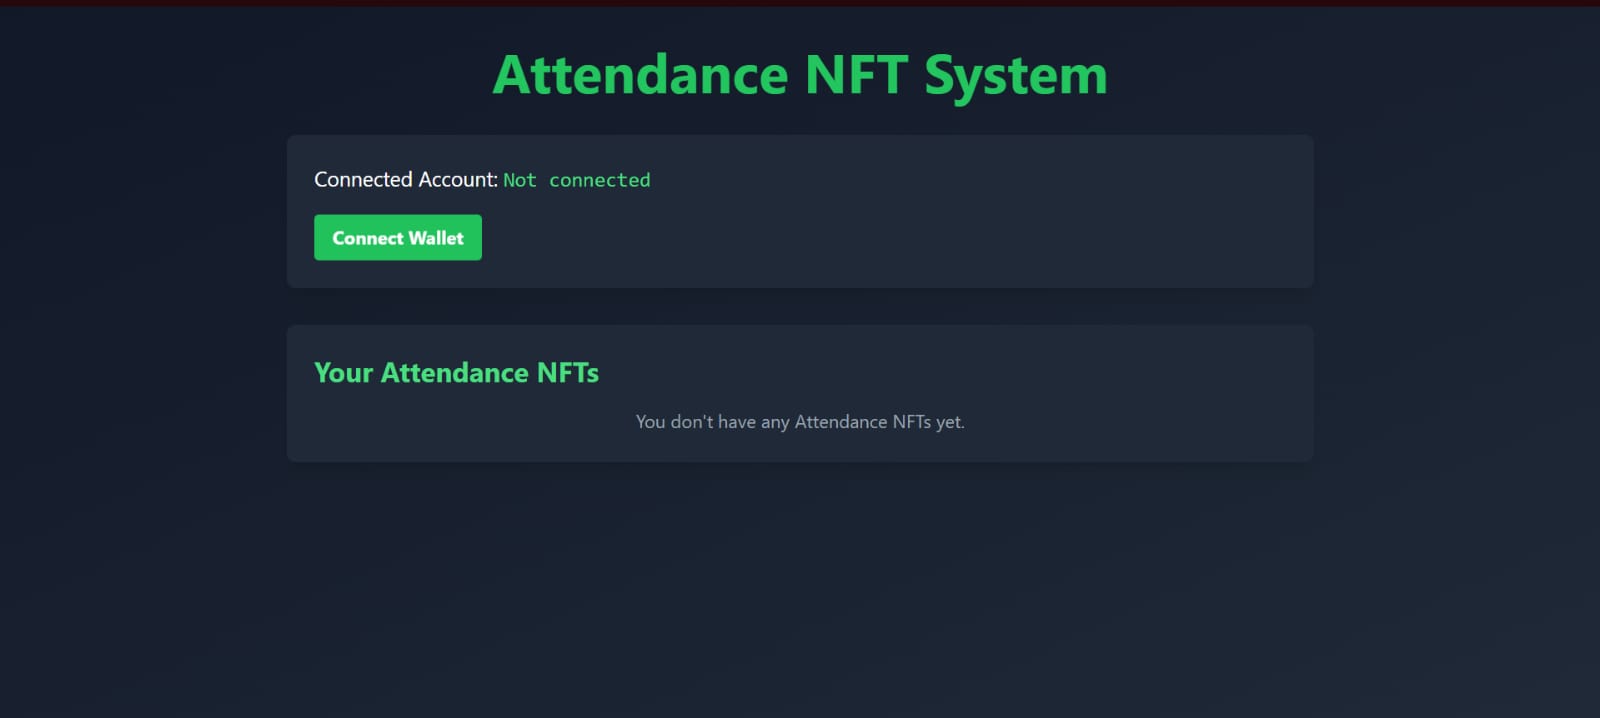 Attendance NFT System
Connected Account: Not connected
Connect Wallet
Your Attendance NFTs
You don't have any Attendance NFTs yet.